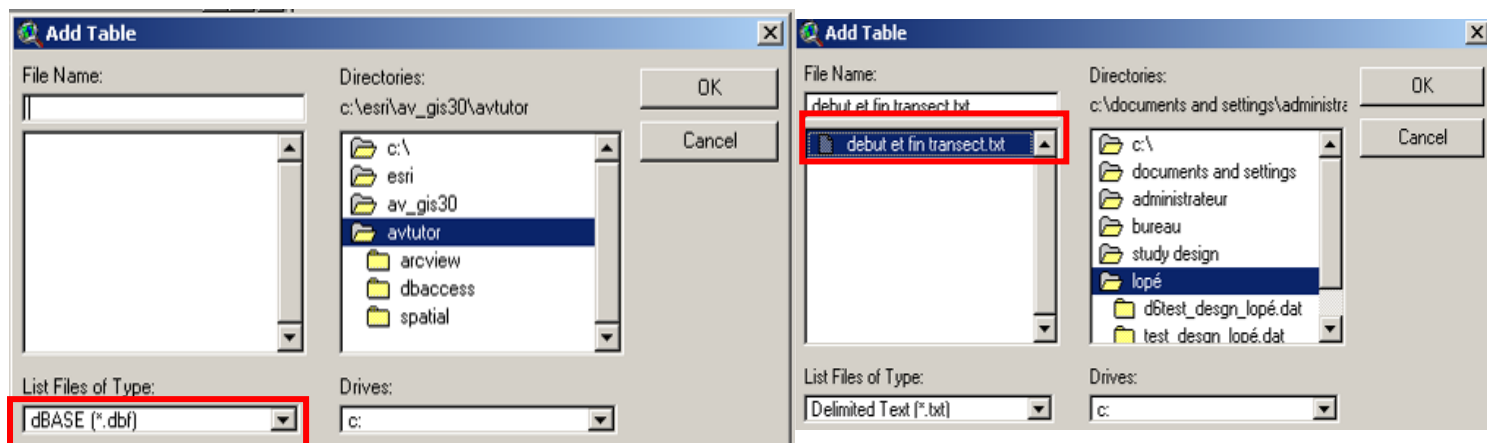 Add Table
File Name:
Directories:
c:\esri\av_gis30\avtutor
OK
Cancel
c:\
esri
av_gis30
avtutor
arcview
dbaccess
spatial
List Files of Type:
dBASE (*.dbf)
Drives:
c:
Add Table
File Name:
debut et fin transect.txt
Directories:
c:\documents and settings\administra
OK
Cancel
debut et fin transect.txt
c:\
documents and settings
administrateur
bureau
study design
lopé
d6test_desgn_lopé.dat
test_desgn_lopé.dat
List Files of Type:
Delimited Text (*.txt)
Drives:
c: